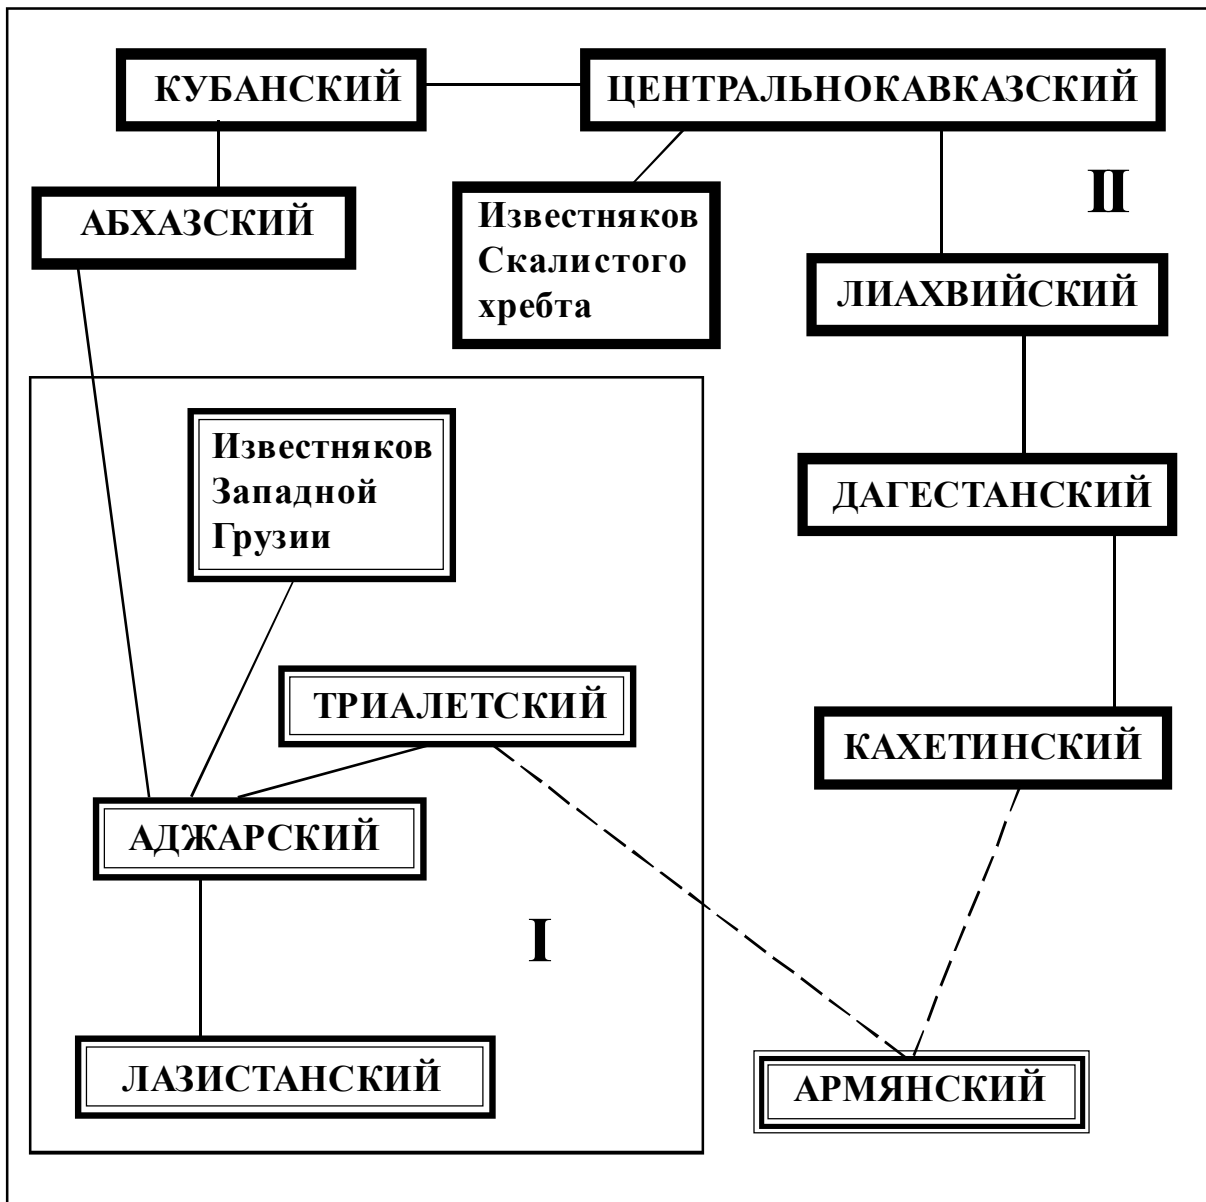 КУБАНСКИЙ
ЦЕНТРАЛЬНОКАВКАЗСКИЙ
II
АБХАЗСКИЙ
Известняков
Скалистого
хребта
ЛИАХВИЙСКИЙ
Известняков
Западной
Грузии
ДАГЕСТАНСКИЙ
ТРИАЛЕТСКИЙ
КАХЕТИНСКИЙ
АДЖАРСКИЙ
I
ЛАЗИСТАНСКИЙ
АРМЯНСКИЙ